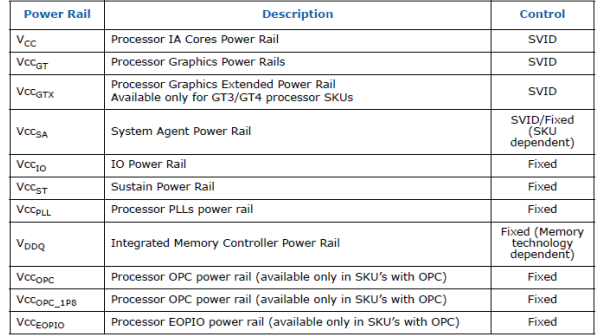 Power Rail Description Control
VCC Processor IA Cores Power Rail SVID
VccGT Processor Graphics Power Rails SVID
VccGTX Processor Graphics Extended Power Rail
Available only for GT3/GT4 processor SKUs SVID
VccSA System Agent Power Rail SVID/Fixed
(SKU
dependent)
VccIO IO Power Rail Fixed
VccST Sustain Power Rail Fixed
VccPLL Processor PLLs power rail Fixed
VDDQ Integrated Memory Controller Power Rail Fixed (Memory
technology
dependent)
VccOPC Processor OPC power rail (available only in SKU's with OPC) Fixed
VccOPC_1P8 Processor OPC power rail (available only in SKU's with OPC) Fixed
VccEOPIO Processor EOPIO power rail (available only in SKU's with OPC) Fixed